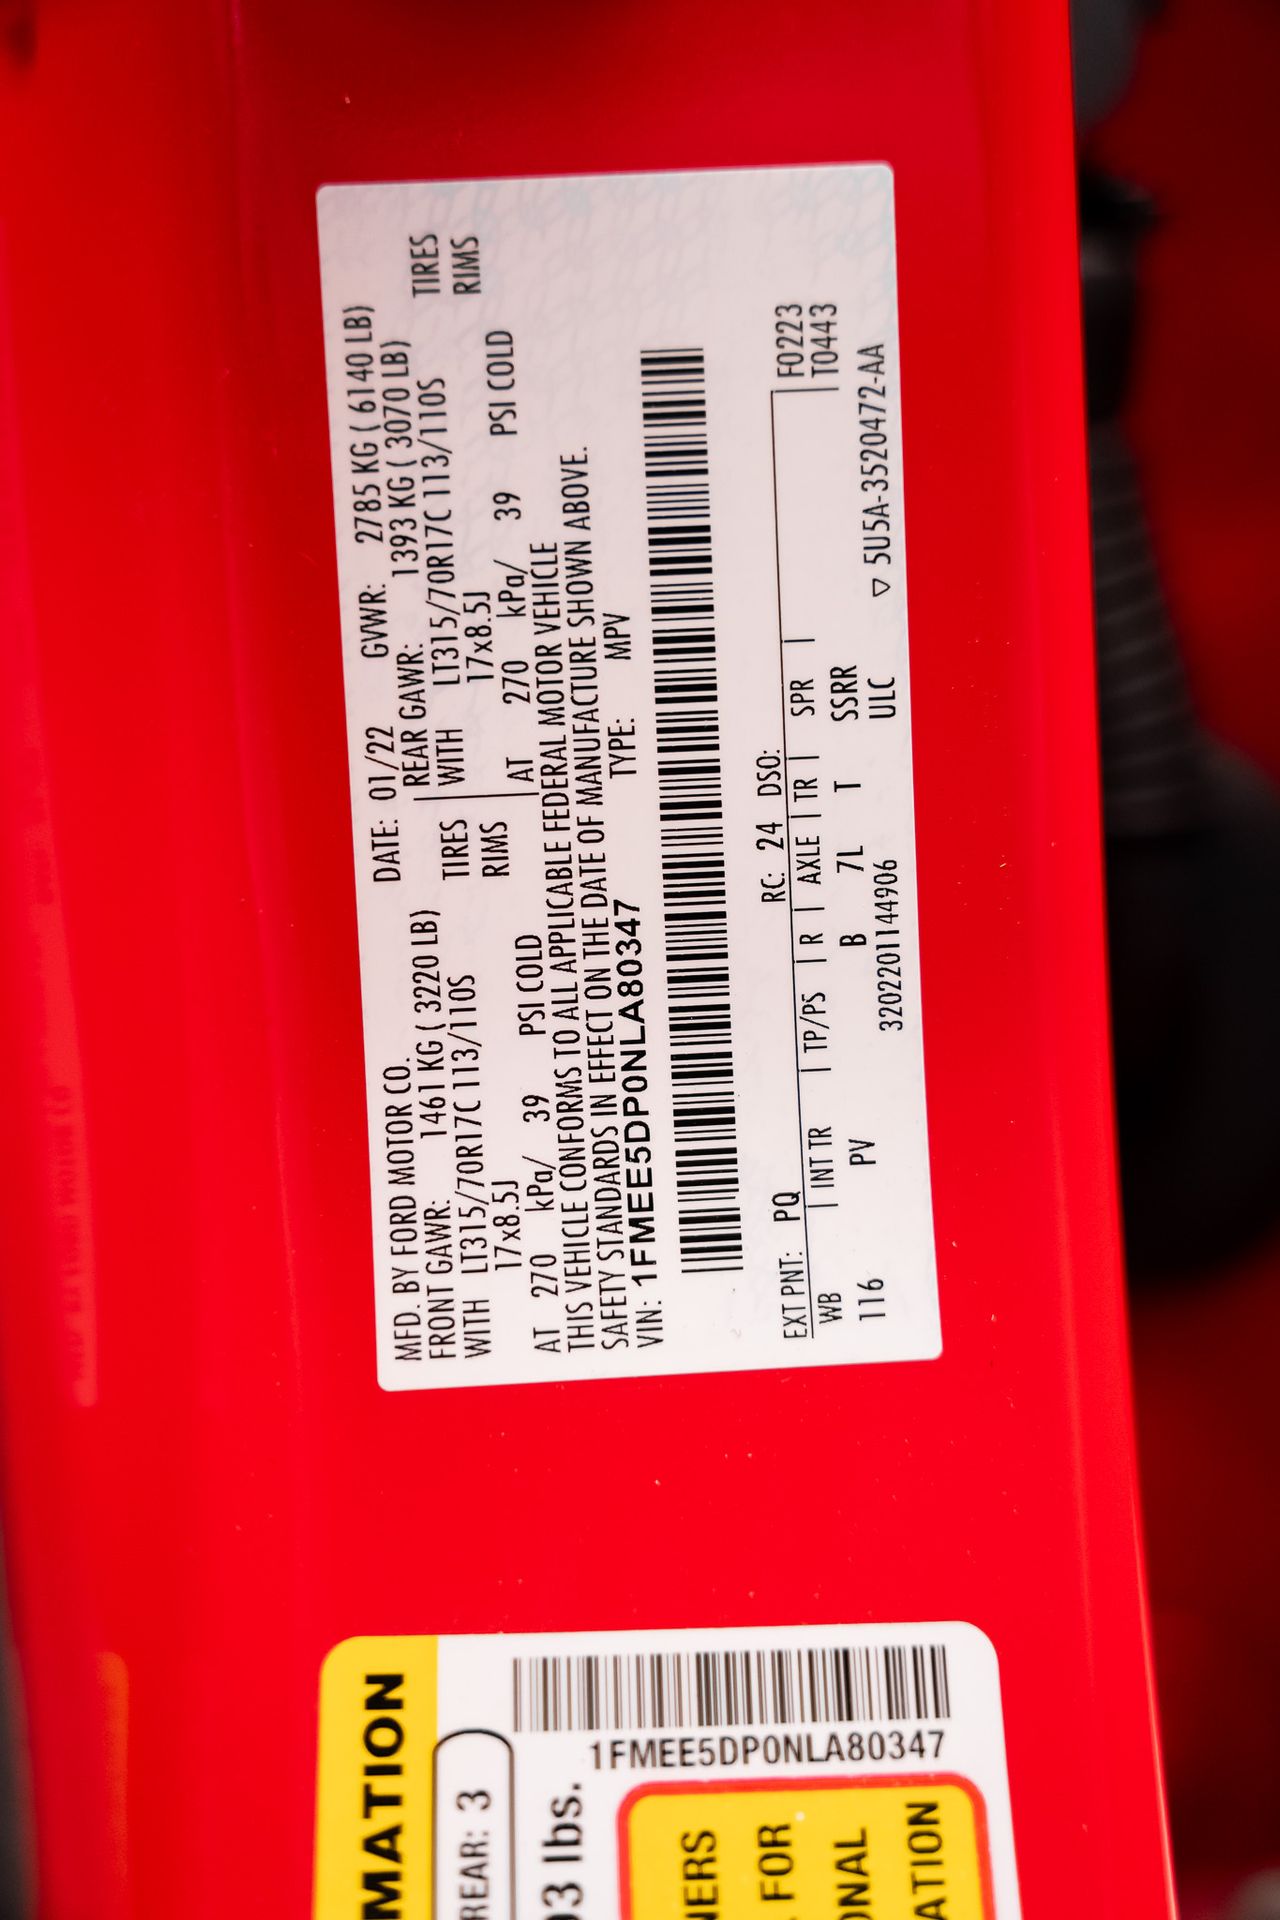 MFD. BY FORD MOTOR CO. DATE: 01/22 GVWR: 2785 KG ( 6140 LB)
FRONT GAWR: 1461 KG ( 3220 LB) REAR GAWR: 1393 KG ( 3070 LB)
WITH LT315/70R17C 113/110S TIRES WITH LT315/70R17C 113/110S TIRES
17x8.5J RIMS 17x8.5J RIMS
AT 270 kPa/ 39 PSI COLD AT 270 kPa/ 39 PSI COLD
THIS VEHICLE CONFORMS TO ALL APPLICABLE FEDERAL MOTOR VEHICLE
SAFETY STANDARDS IN EFFECT ON THE DATE OF MANUFACTURE SHOWN ABOVE.
VIN: 1FMEE5DP0NLA80347 TYPE: MPV
EXT PNT: PQ RC: 24 DSO:
WB | INT TR | TP/PS | R | AXLE | TR | SPR | F0223
T0443
116 PV B 7L T SSRR
320220114906 ULC ▽ 5U5A-3520472-AA
MATION
REAR: 3
03 lbs.
1FMEE5DP0NLA80347
NERS
FOR
ONAL
ATION